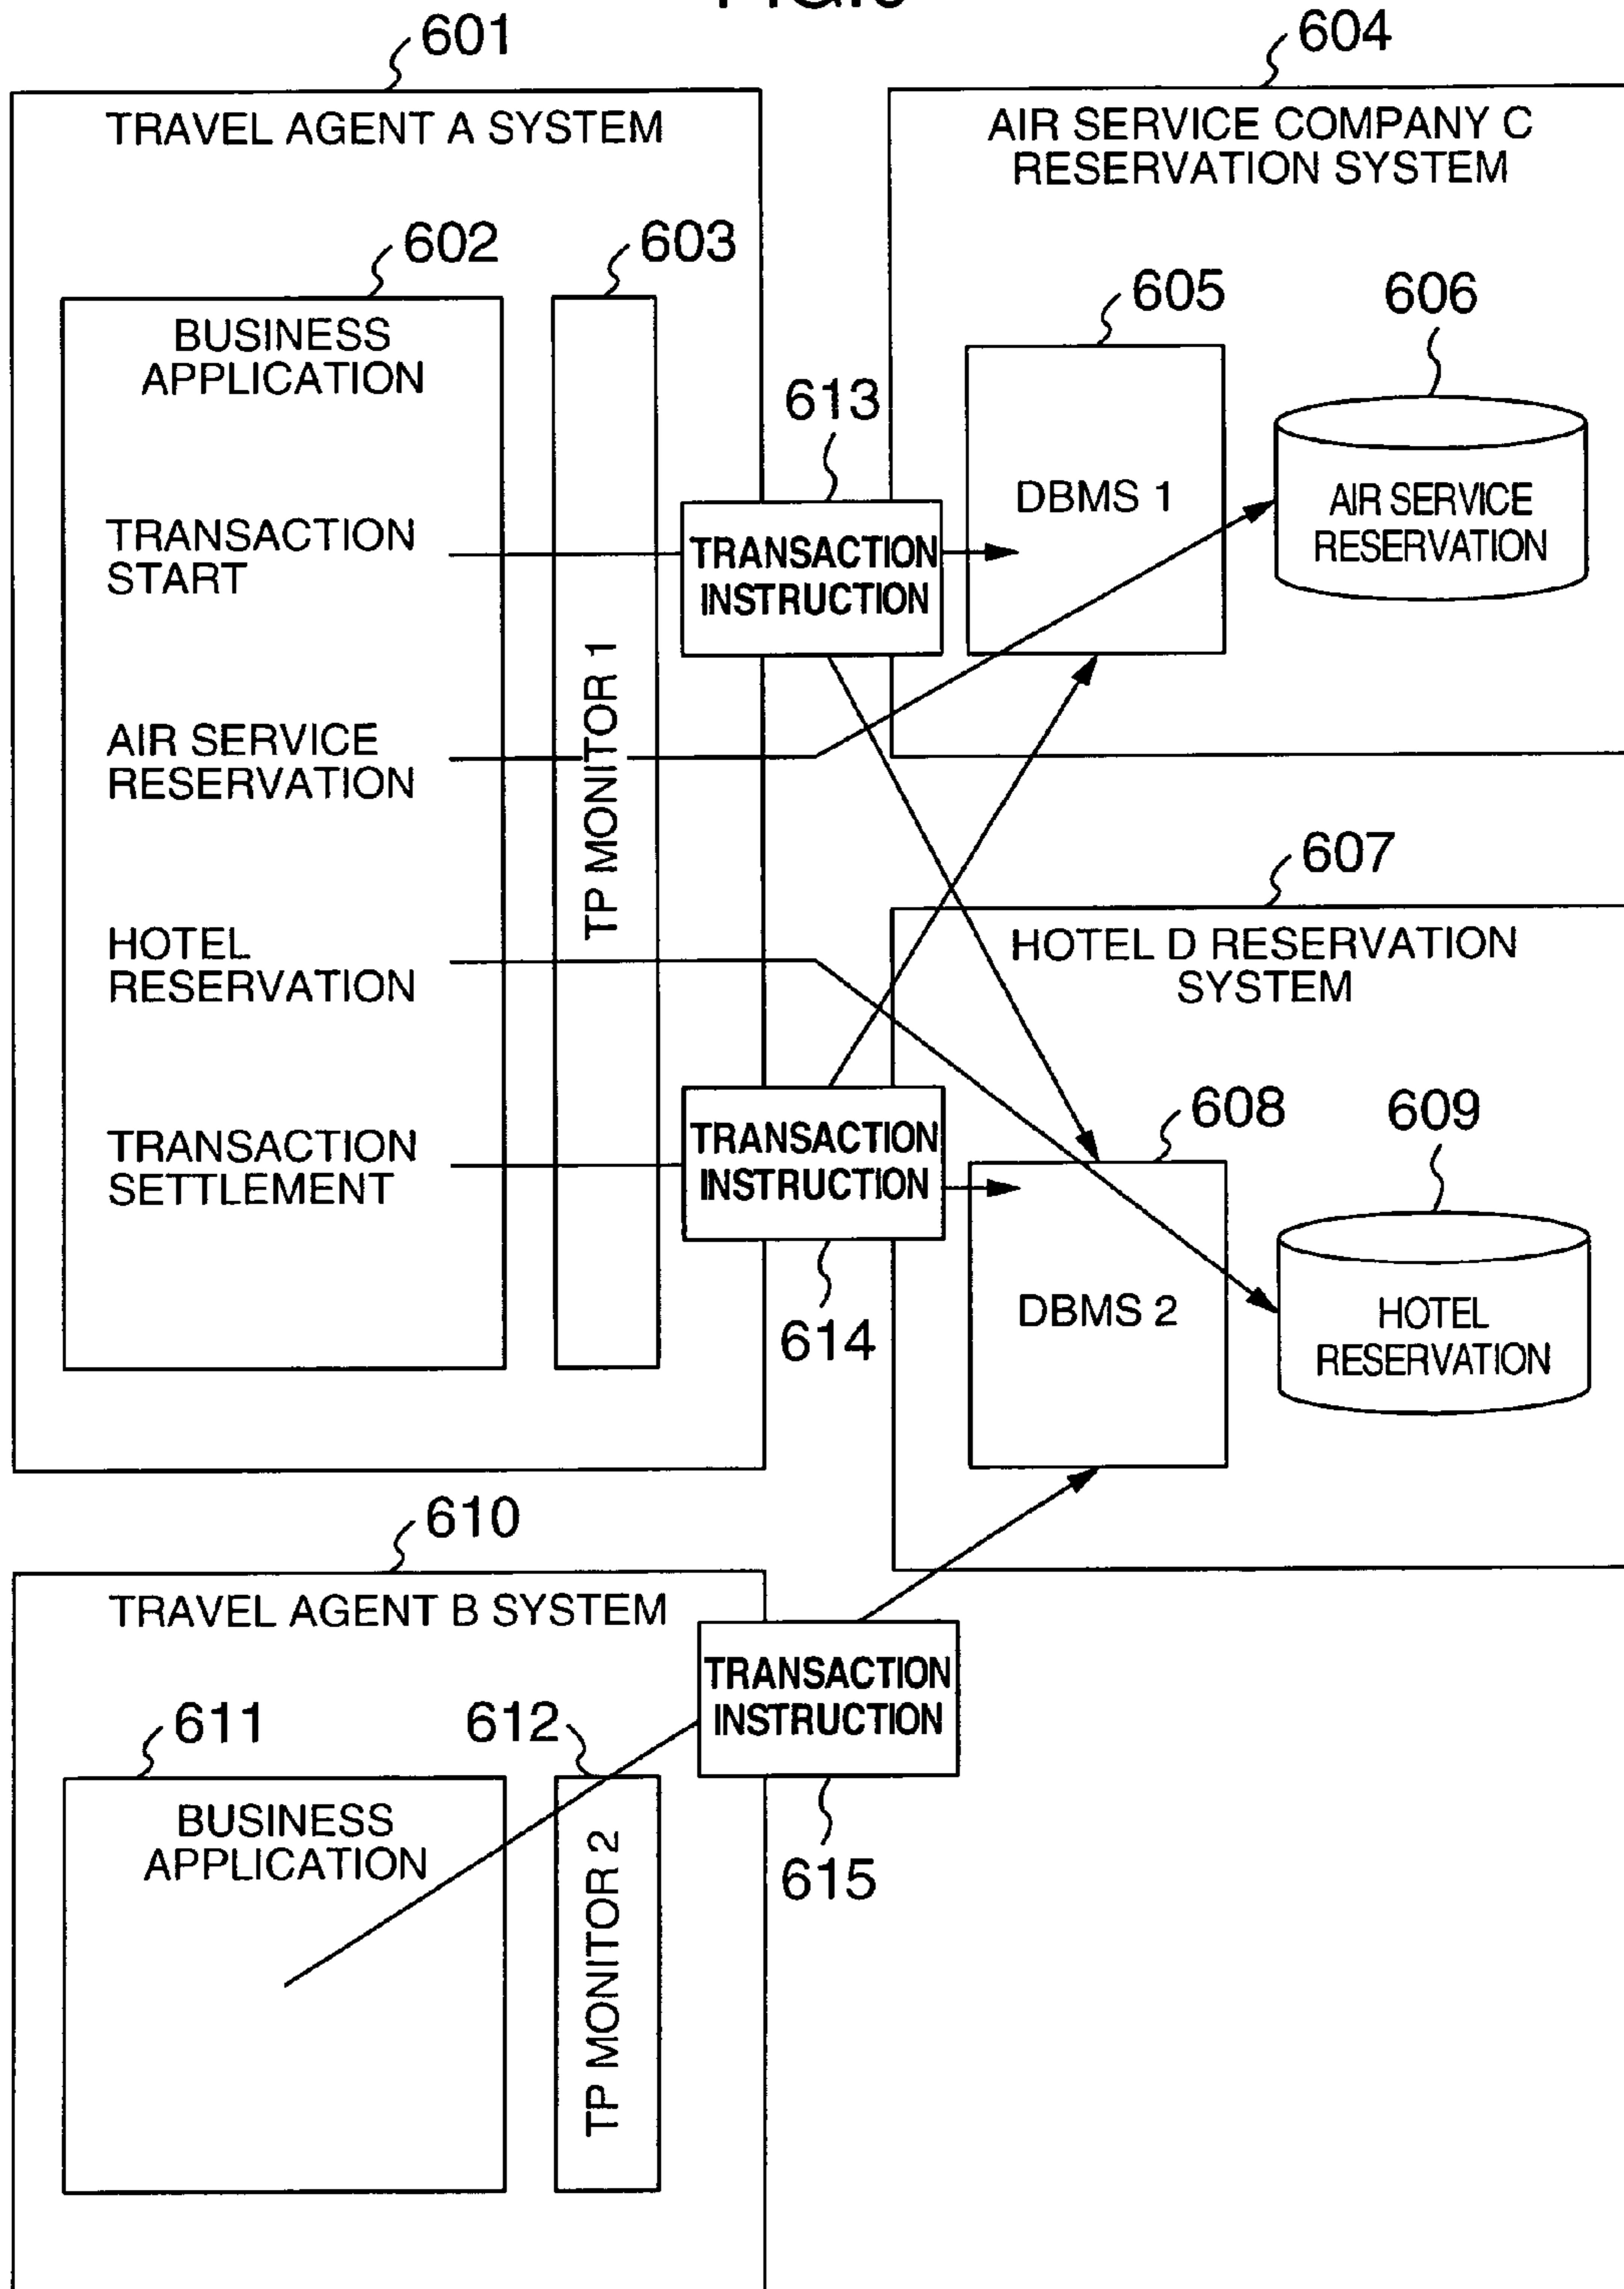 601
604
TRAVEL AGENT A SYSTEM
AIR SERVICE COMPANY C
RESERVATION SYSTEM
602
603
605
606
BUSINESS
APPLICATION
613
DBMS 1
AIR SERVICE
RESERVATION
TRANSACTION
START
TRANSACTION
INSTRUCTION
TP MONITOR 1
AIR SERVICE
RESERVATION
607
HOTEL
RESERVATION
HOTEL D RESERVATION
SYSTEM
608
609
TRANSACTION
SETTLEMENT
TRANSACTION
INSTRUCTION
614
DBMS 2
HOTEL
RESERVATION
610
TRAVEL AGENT B SYSTEM
TRANSACTION
INSTRUCTION
611
612
BUSINESS
APPLICATION
TP MONITOR 2
615